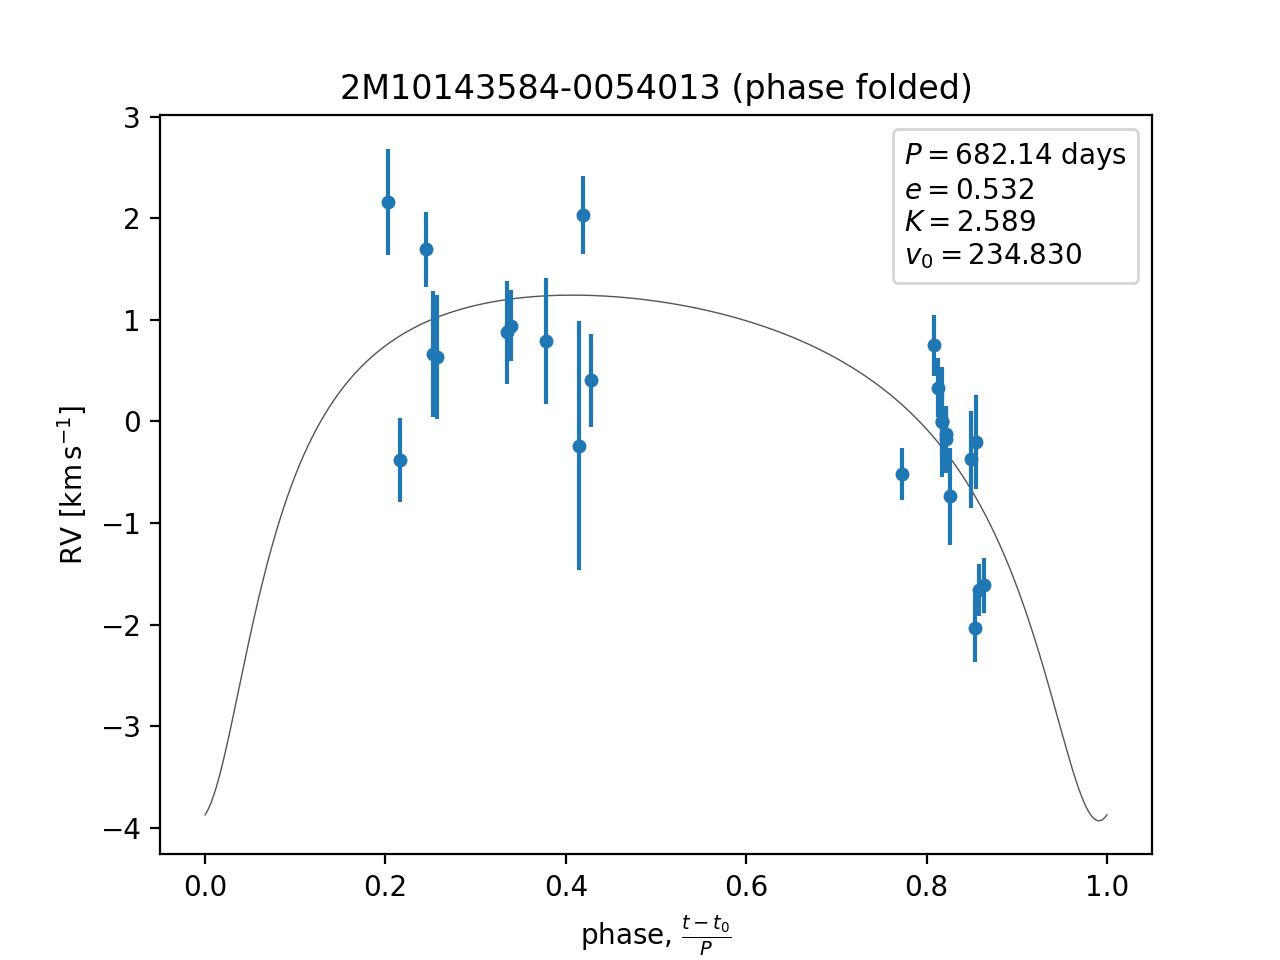 2M10143584-0054013 (phase folded)
P = 682.14 days
e = 0.532
K = 2.589
v₀ = 234.830
3
2
1
0
−1
−2
−3
−4
RV [km s⁻¹]
0.0 0.2 0.4 0.6 0.8 1.0
phase, (t − t₀)/P